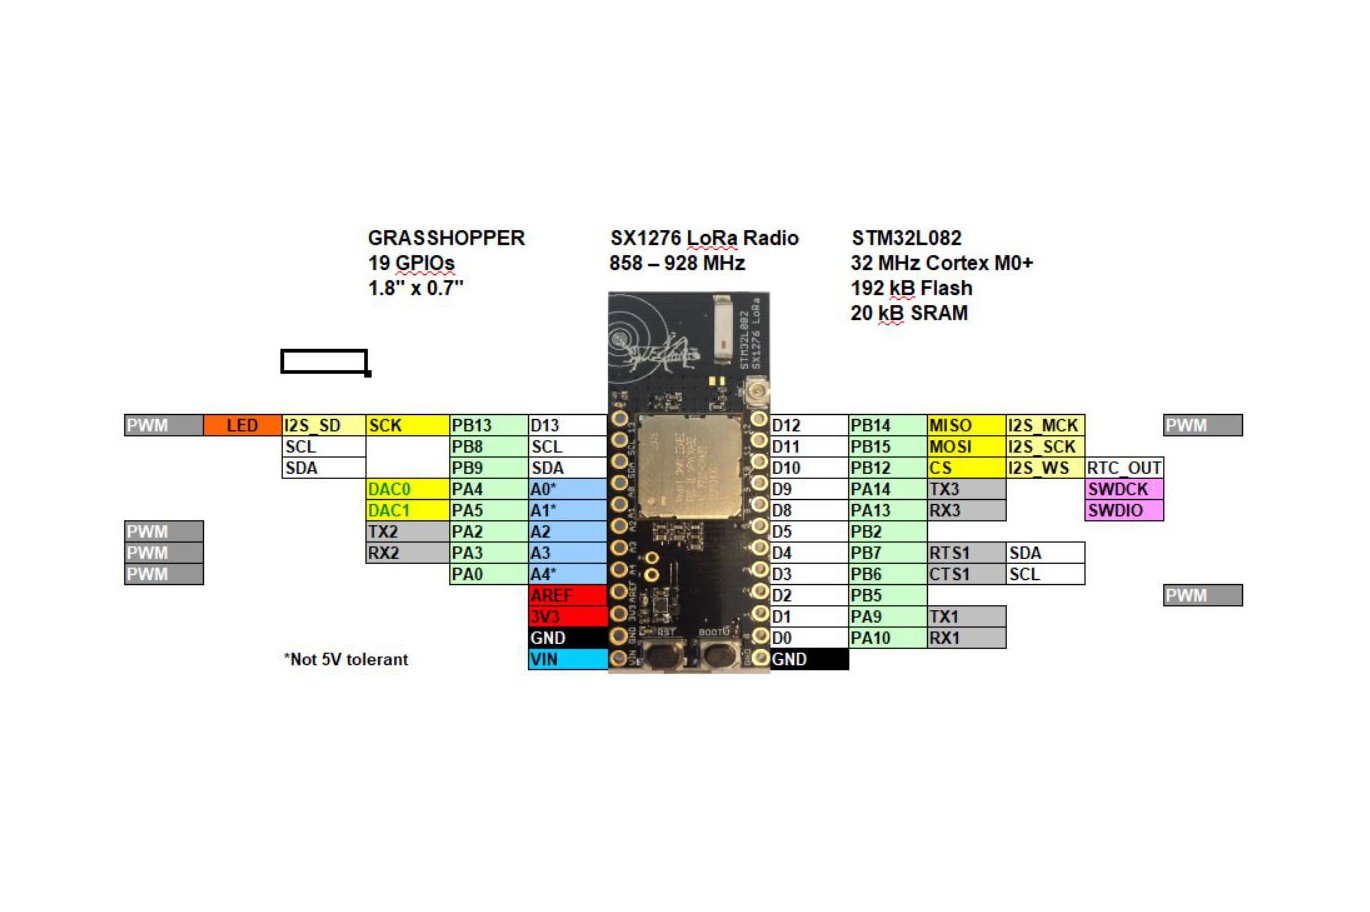 GRASSHOPPER SX1276 LoRa Radio STM32L082
19 GPIOs 858 – 928 MHz 32 MHz Cortex M0+
1.8" x 0.7" 192 kB Flash
20 kB SRAM
STM32L082
SX1276 LoRa
PWM LED I2S_SD SCK PB13 D13 D12 PB14 MISO I2S_MCK PWM
SCL PB8 SCL D11 PB15 MOSI I2S_SCK
SDA PB9 SDA D10 PB12 CS I2S_WS RTC_OUT
DAC0 PA4 A0* D9 PA14 TX3 SWDCK
DAC1 PA5 A1* D8 PA13 RX3 SWDIO
PWM TX2 PA2 A2 D5 PB2
PWM RX2 PA3 A3 D4 PB7 RTS1 SDA
PWM PA0 A4* D3 PB6 CTS1 SCL
AREF D2 PB5 PWM
3V3 D1 PA9 TX1
GND D0 PA10 RX1
*Not 5V tolerant VIN GND
RST BOOT